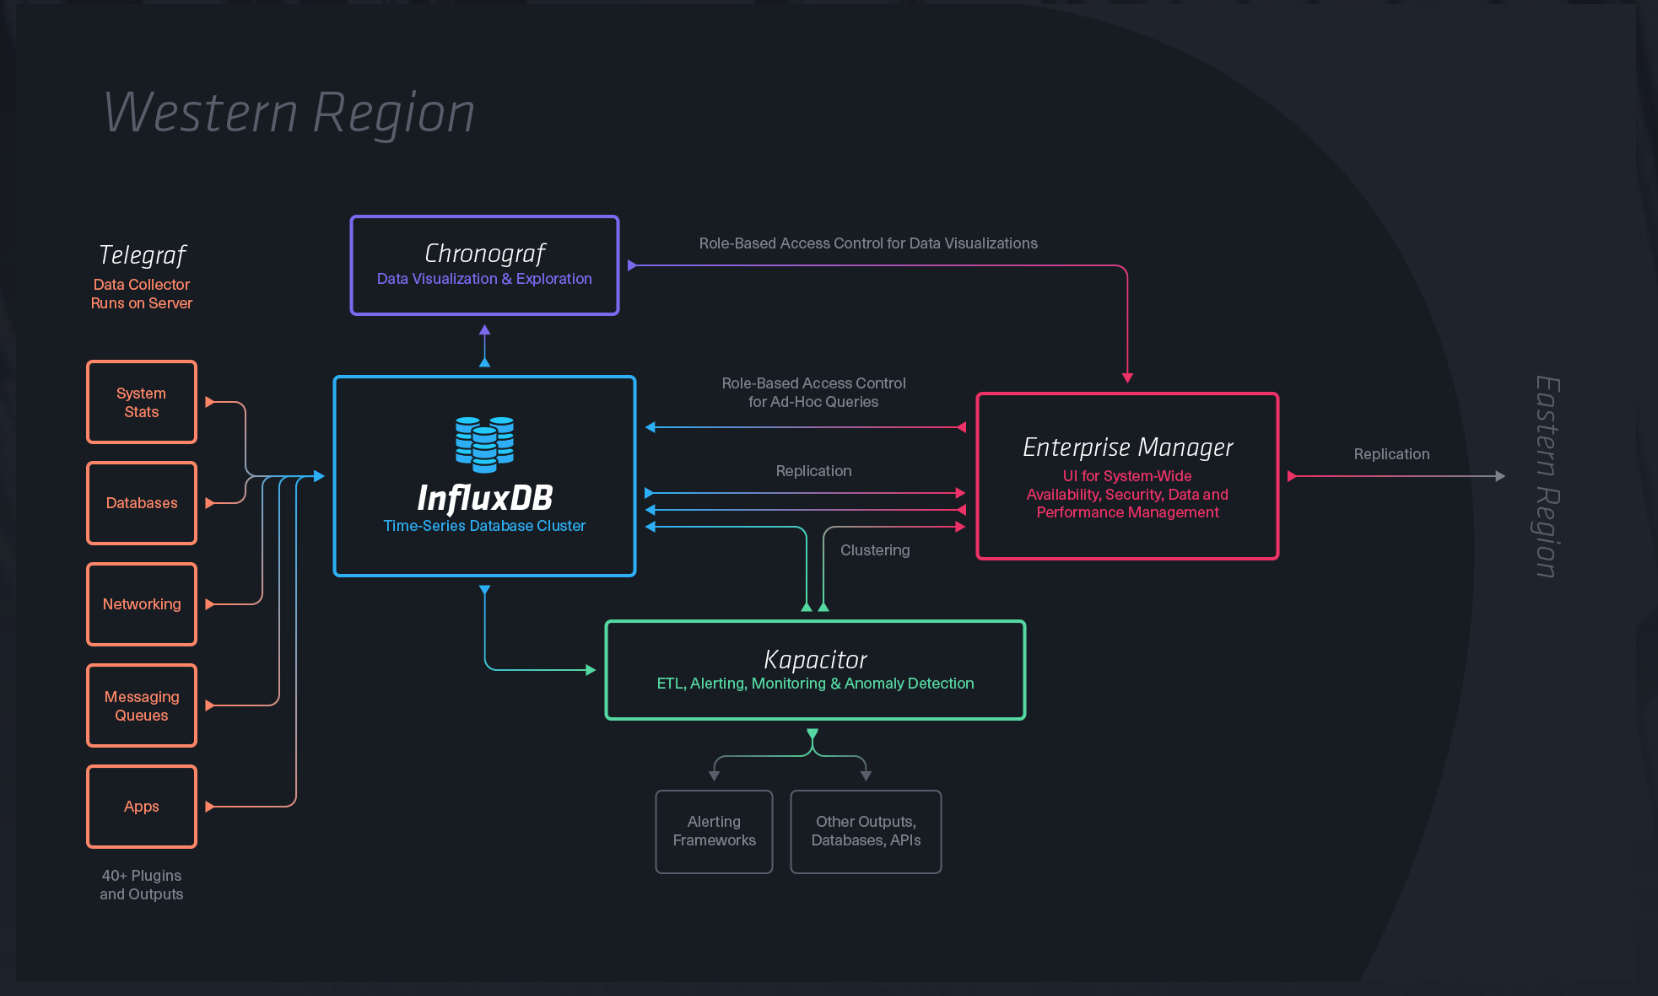 Western Region
Telegraf
Data Collector
Runs on Server
System
Stats
Databases
Networking
Messaging
Queues
Apps
40+ Plugins
and Outputs
Chronograf
Data Visualization & Exploration
Role-Based Access Control for Data Visualizations
InfluxDB
Time-Series Database Cluster
Role-Based Access Control
for Ad-Hoc Queries
Replication
Clustering
Enterprise Manager
UI for System-Wide
Availability, Security, Data and
Performance Management
Replication
Eastern Region
Kapacitor
ETL, Alerting, Monitoring & Anomaly Detection
Alerting
Frameworks
Other Outputs,
Databases, APIs